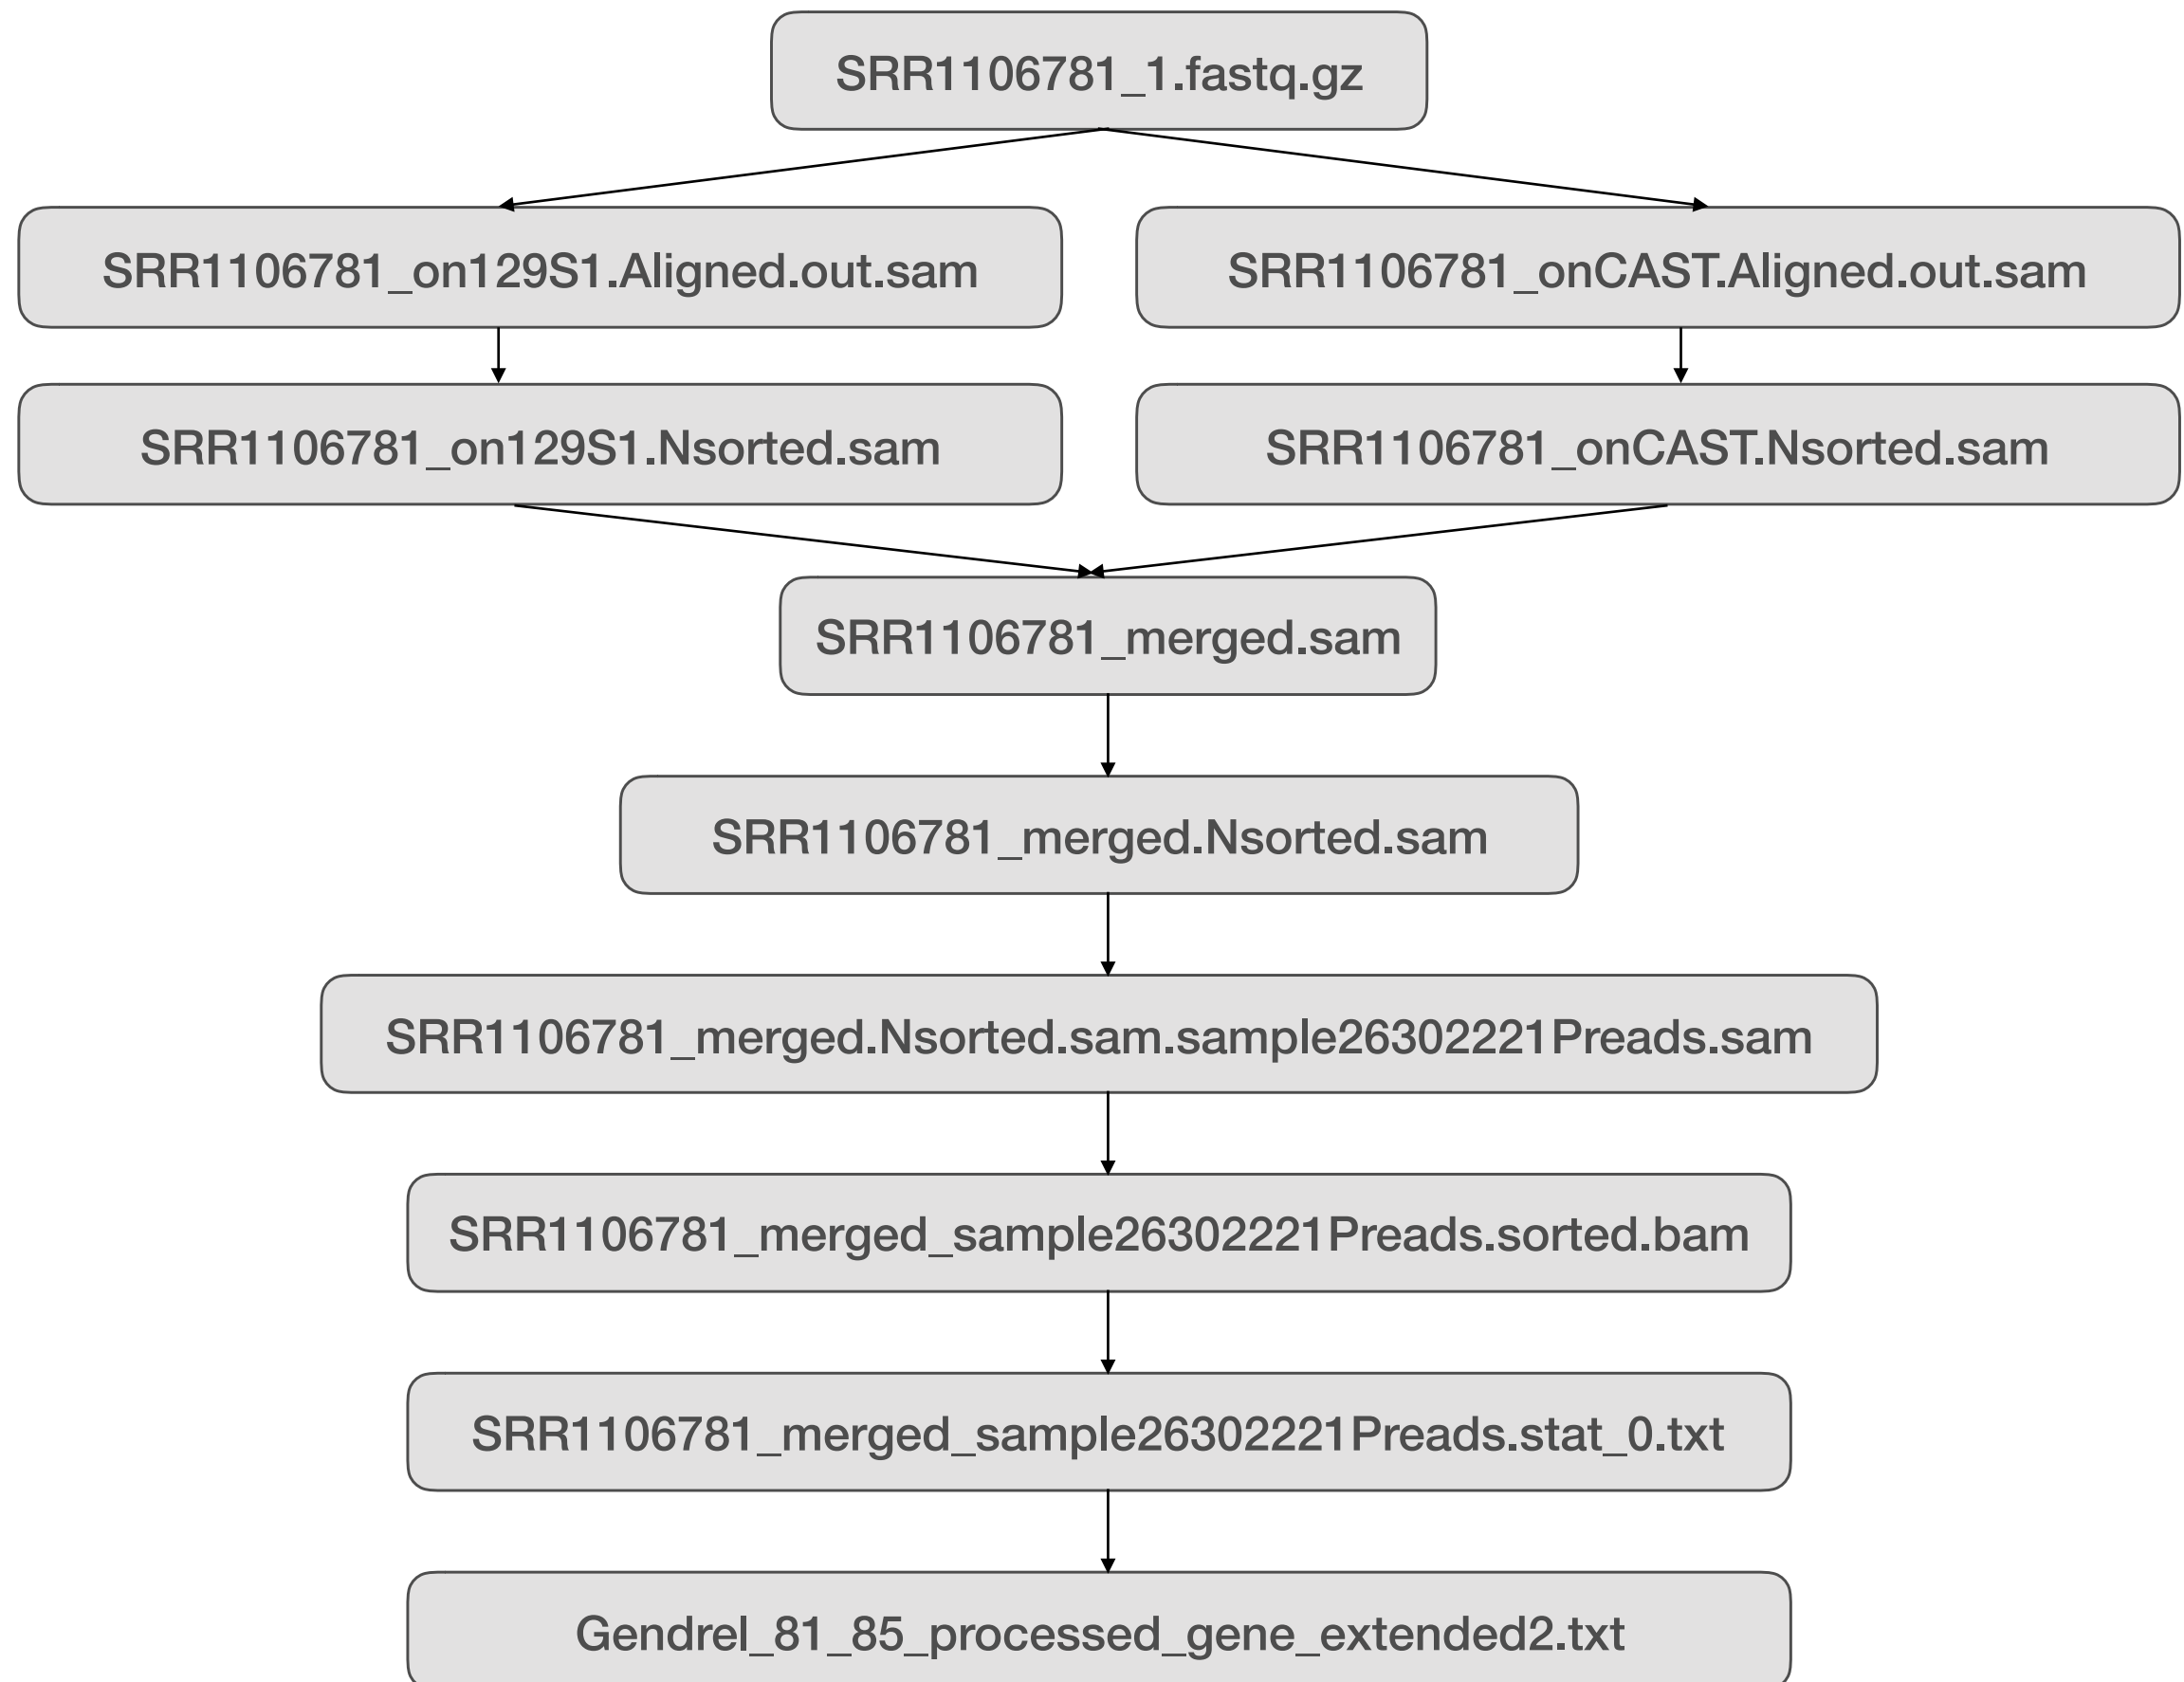 SRR1106781_1.fastq.gz
SRR1106781_on129S1.Aligned.out.sam
SRR1106781_onCAST.Aligned.out.sam
SRR1106781_on129S1.Nsorted.sam
SRR1106781_onCAST.Nsorted.sam
SRR1106781_merged.sam
SRR1106781_merged.Nsorted.sam
SRR1106781_merged.Nsorted.sam.sample26302221Preads.sam
SRR1106781_merged_sample26302221Preads.sorted.bam
SRR1106781_merged_sample26302221Preads.stat_0.txt
Gendrel_81_85_processed_gene_extended2.txt